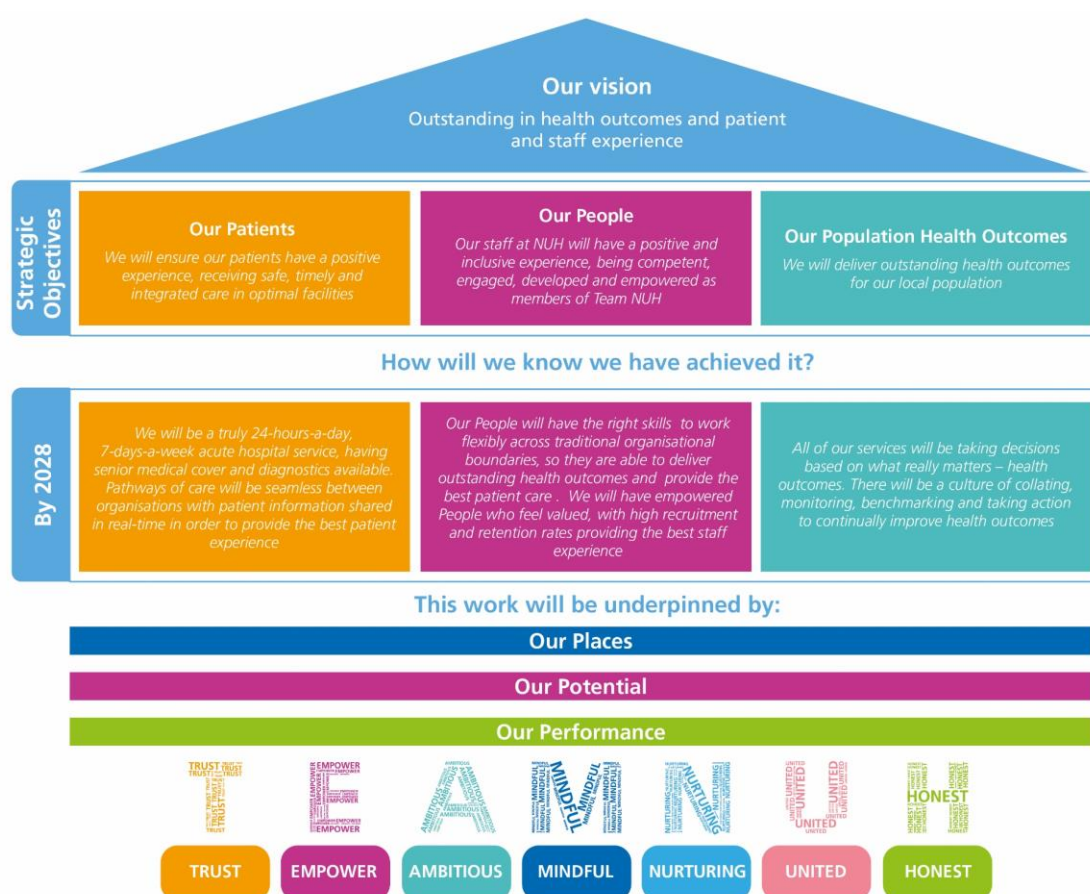 Our vision
Outstanding in health outcomes and patient
and staff experience
Strategic
Objectives
Our Patients
We will ensure our patients have a positive
experience, receiving safe, timely and
integrated care in optimal facilities
Our People
Our staff at NUH will have a positive and
inclusive experience, being competent,
engaged, developed and empowered as
members of Team NUH
Our Population Health Outcomes
We will deliver outstanding health outcomes
for our local population
How will we know we have achieved it?
By 2028
We will be a truly 24-hours-a-day,
7-days-a-week acute hospital service, having
senior medical cover and diagnostics available.
Pathways of care will be seamless between
organisations with patient information shared
in real-time in order to provide the best patient
experience
Our People will have the right skills to work
flexibly across traditional organisational
boundaries, so they are able to deliver
outstanding health outcomes and provide the
best patient care . We will have empowered
People who feel valued, with high recruitment
and retention rates providing the best staff
experience
All of our services will be taking decisions
based on what really matters – health
outcomes. There will be a culture of collating,
monitoring, benchmarking and taking action
to continually improve health outcomes
This work will be underpinned by:
Our Places
Our Potential
Our Performance
T E A M N U H
TRUST EMPOWER AMBITIOUS MINDFUL NURTURING UNITED HONEST